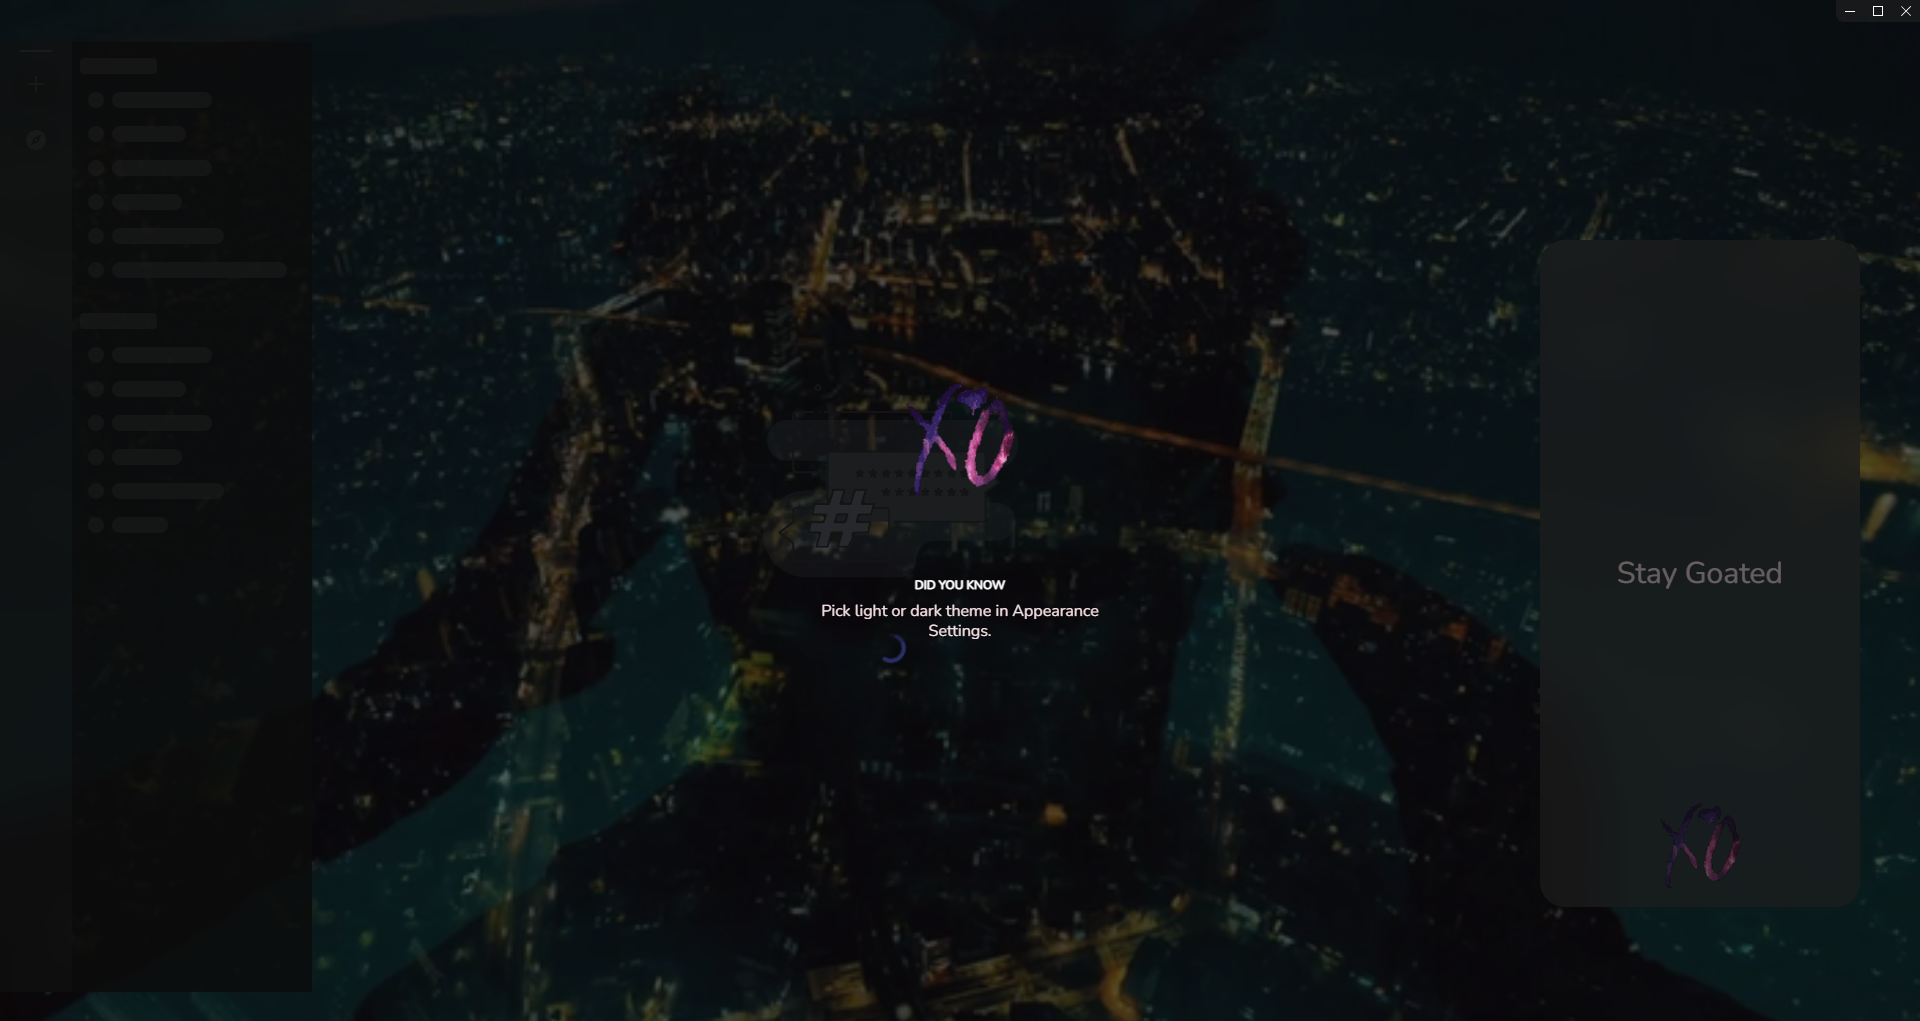 XO
DID YOU KNOW
Pick light or dark theme in Appearance
Settings.
Stay Goated
XO